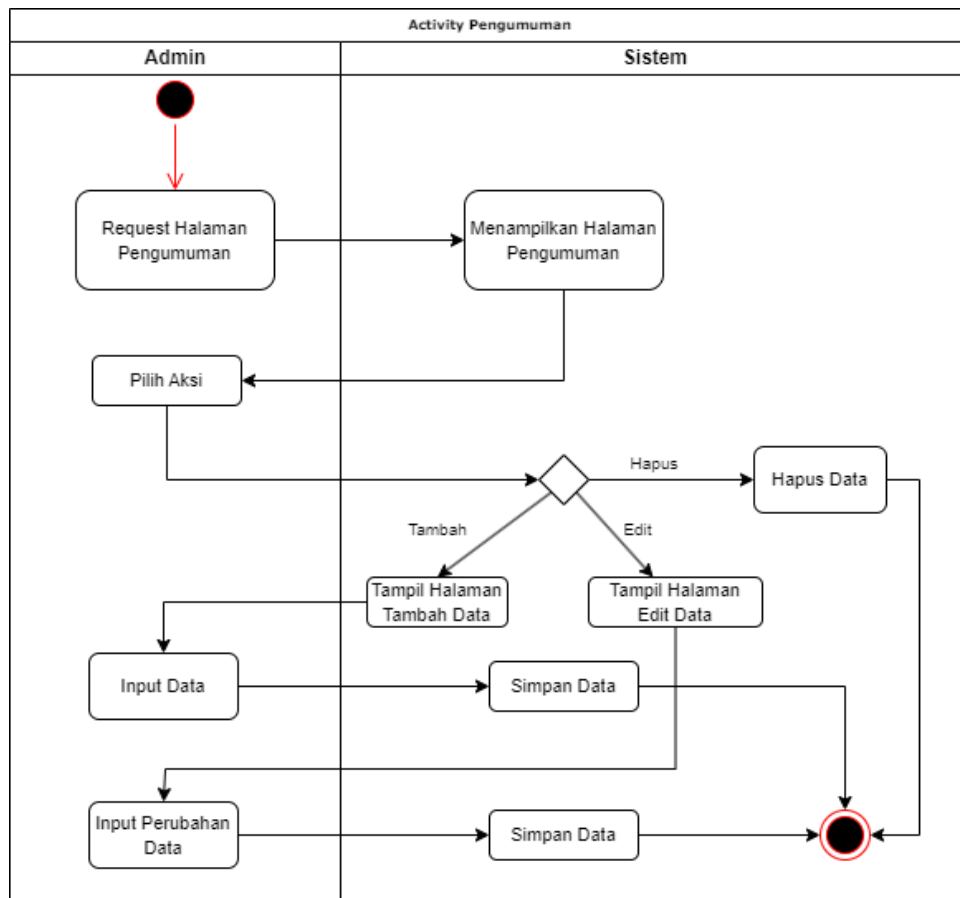 Activity Pengumuman
Admin
Sistem
Request Halaman
Pengumuman
Menampilkan Halaman
Pengumuman
Pilih Aksi
Hapus
Hapus Data
Tambah
Edit
Tampil Halaman
Tambah Data
Tampil Halaman
Edit Data
Input Data
Simpan Data
Input Perubahan
Data
Simpan Data